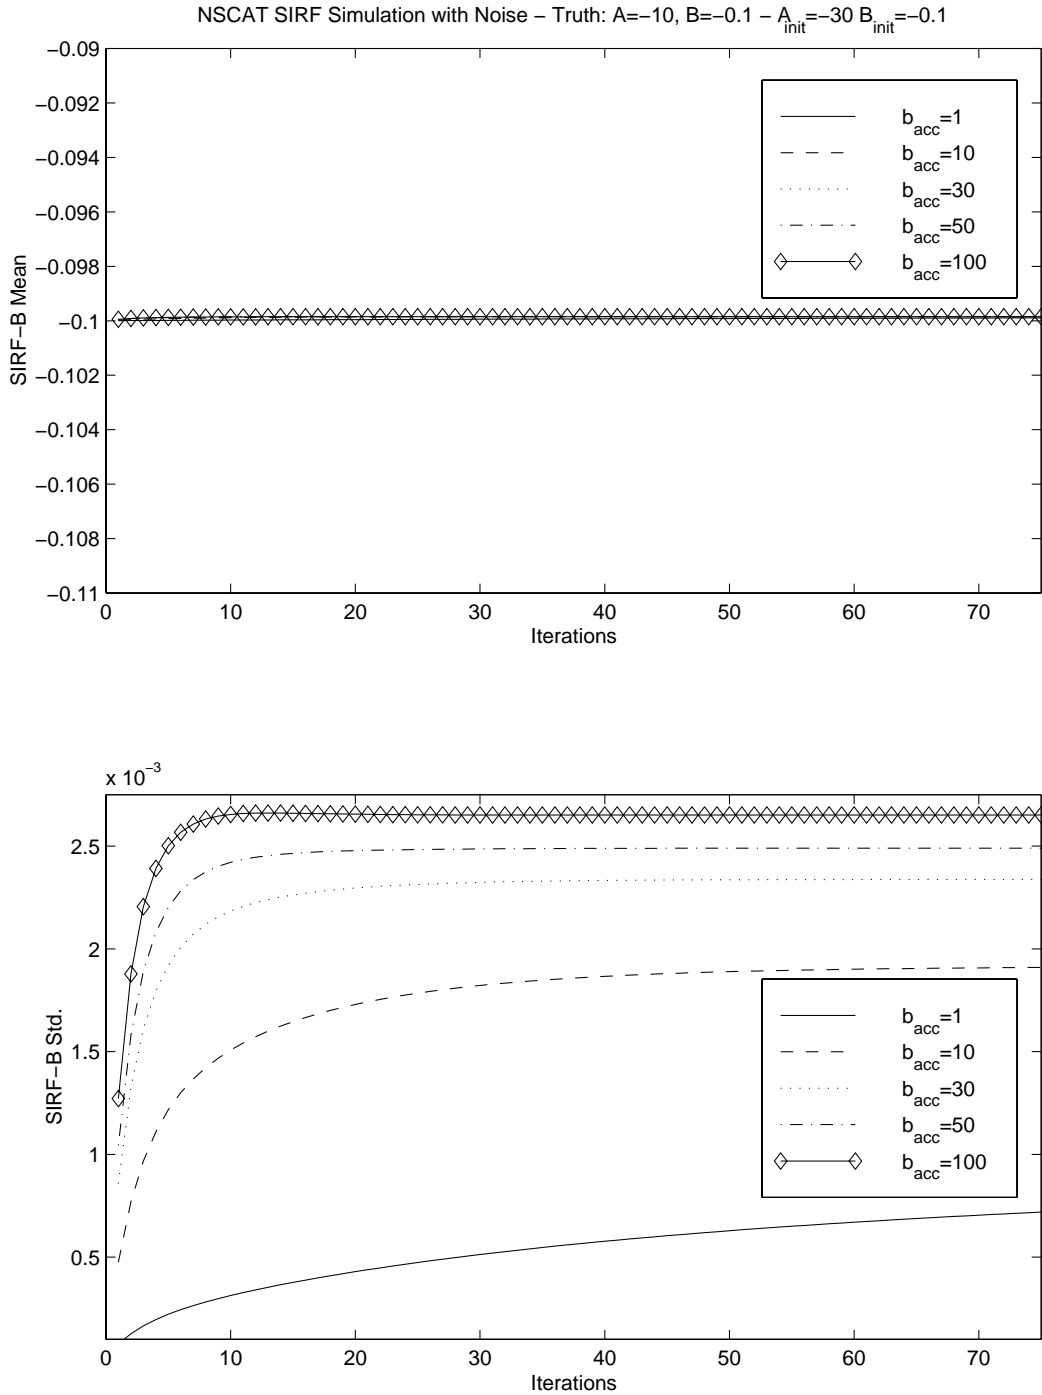 NSCAT SIRF Simulation with Noise – Truth: A=–10, B=–0.1 – A_init=–30 B_init=–0.1
–0.09
–0.092
–0.094
–0.096
–0.098
–0.1
–0.102
–0.104
–0.106
–0.108
–0.11
SIRF–B Mean
b_acc=1
b_acc=10
b_acc=30
b_acc=50
b_acc=100
0 10 20 30 40 50 60 70
Iterations
x 10^–3
2.5
2
1.5
1
0.5
SIRF–B Std.
b_acc=1
b_acc=10
b_acc=30
b_acc=50
b_acc=100
0 10 20 30 40 50 60 70
Iterations